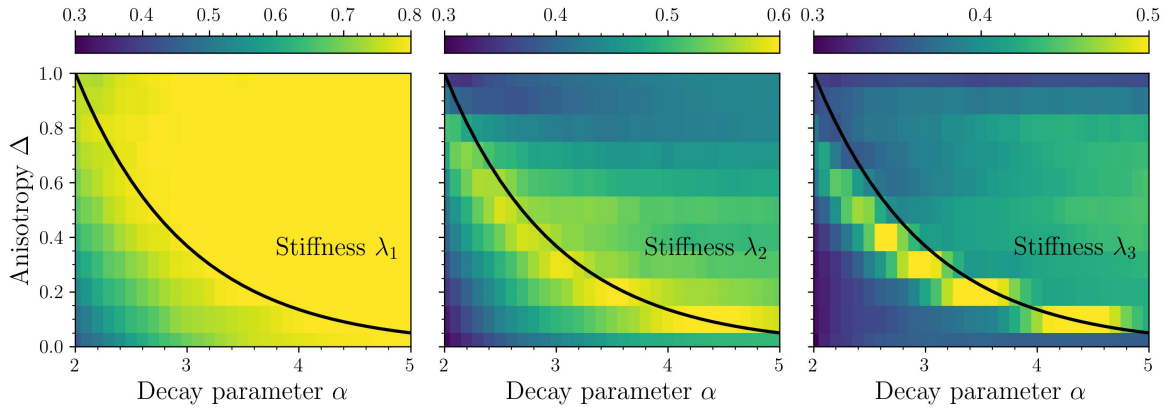 0.3 0.4 0.5 0.6 0.7 0.8 0.3 0.4 0.5 0.6 0.3 0.4 0.5
Anisotropy Δ
1.0
0.8
0.6
0.4
0.2
0.0
Stiffness λ₁
Stiffness λ₂
Stiffness λ₃
2 3 4 5 2 3 4 5 2 3 4 5
Decay parameter α Decay parameter α Decay parameter α